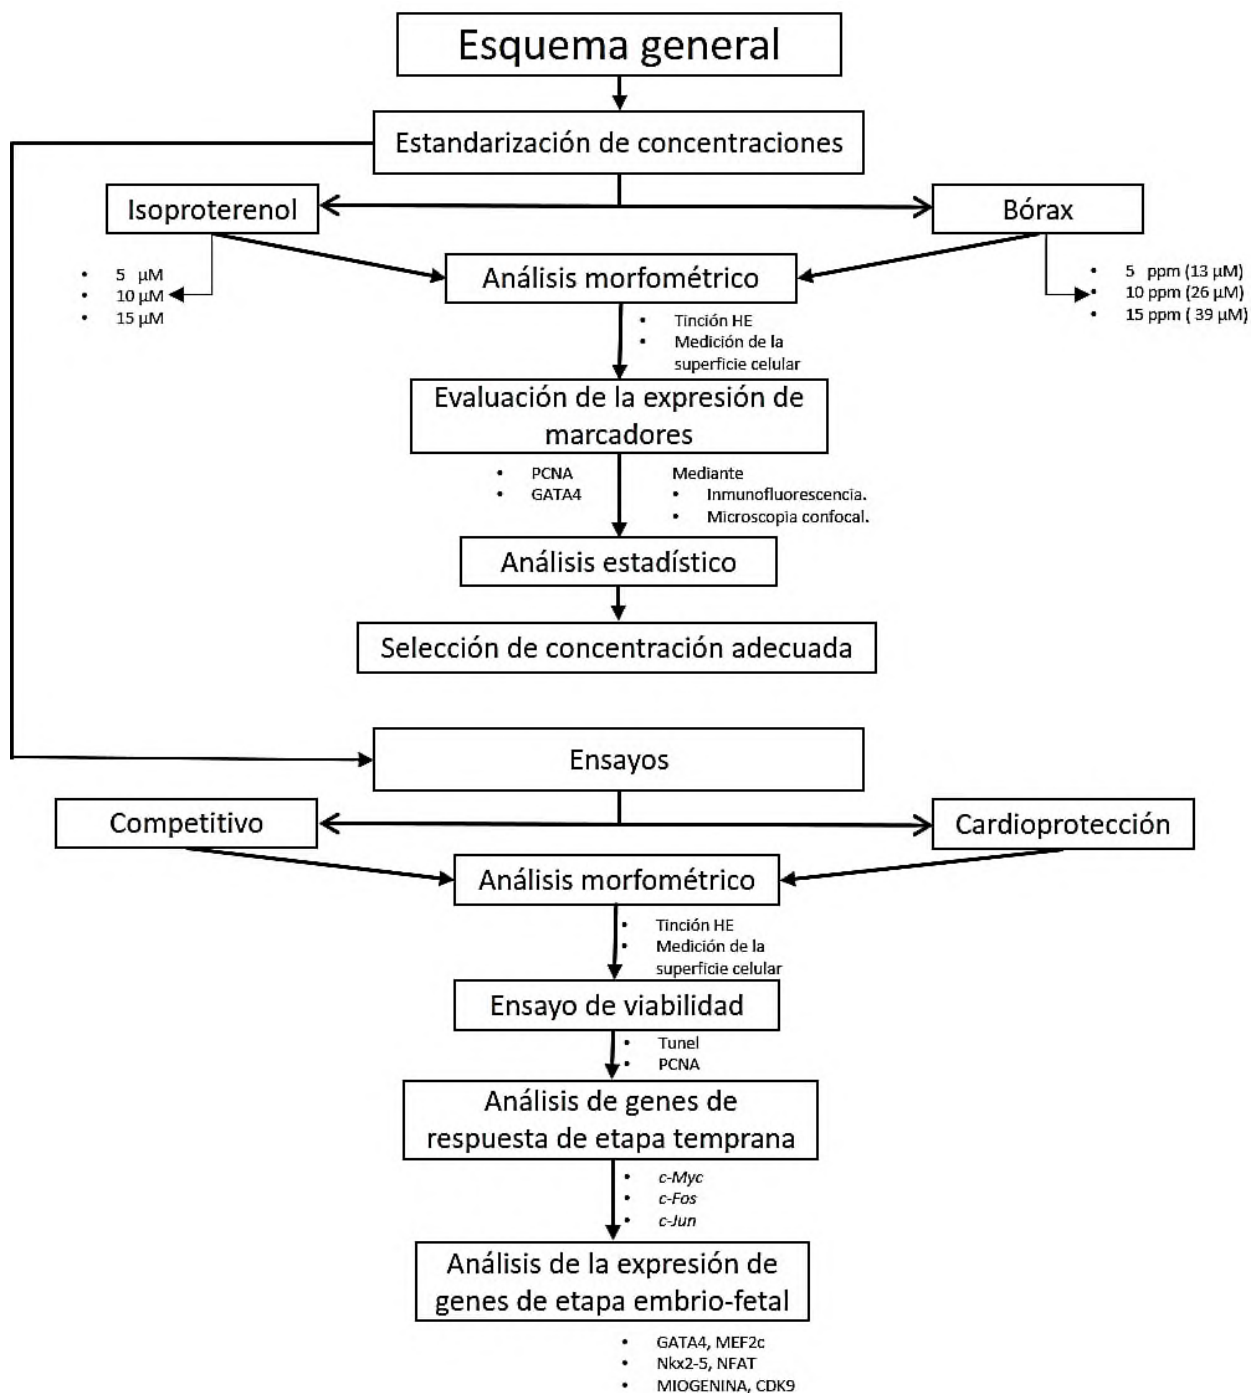 Esquema general
Estandarización de concentraciones
Isoproterenol
Bórax
• 5 µM
• 10 µM
• 15 µM
Análisis morfométrico
• 5 ppm (13 µM)
• 10 ppm (26 µM)
• 15 ppm ( 39 µM)
• Tinción HE
• Medición de la
superficie celular
Evaluación de la expresión de
marcadores
• PCNA
• GATA4
Mediante
• Inmunofluorescencia.
• Microscopia confocal.
Análisis estadístico
Selección de concentración adecuada
Ensayos
Competitivo
Cardioprotección
Análisis morfométrico
• Tinción HE
• Medición de la
superficie celular
Ensayo de viabilidad
• Tunel
• PCNA
Análisis de genes de
respuesta de etapa temprana
• c-Myc
• c-Fos
• c-Jun
Análisis de la expresión de
genes de etapa embrio-fetal
• GATA4, MEF2c
• Nkx2-5, NFAT
• MIOGENINA, CDK9